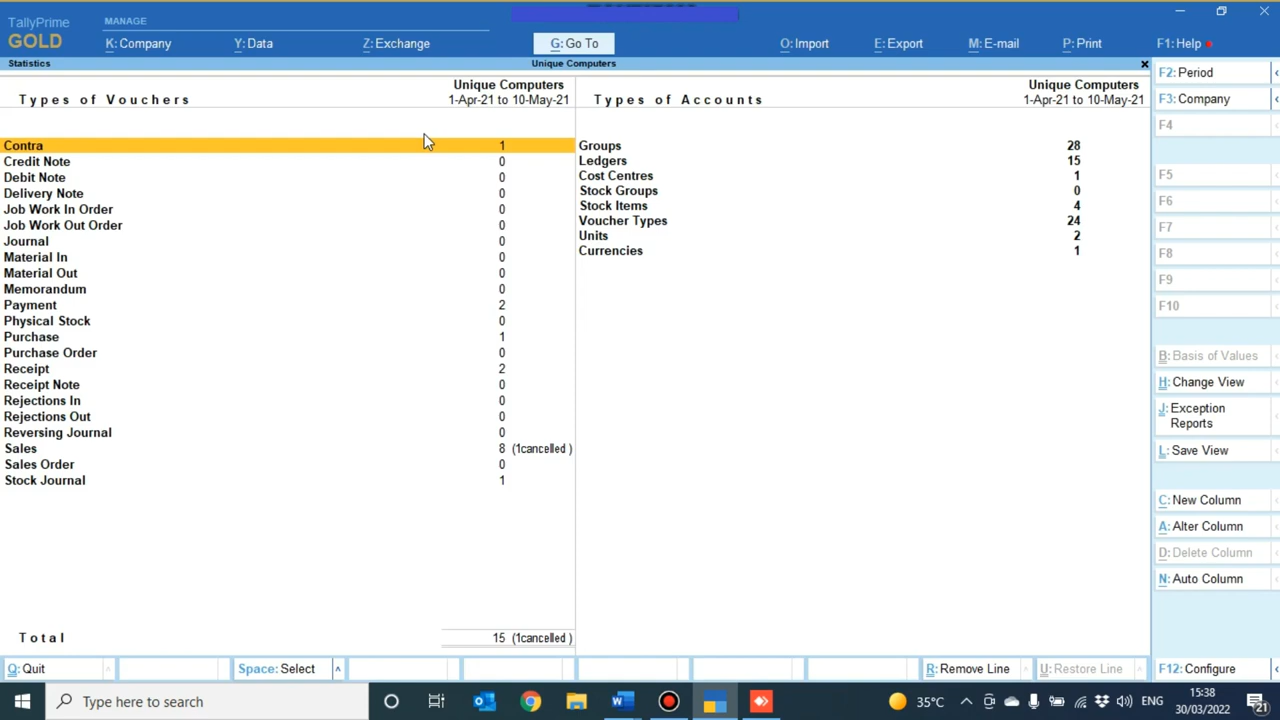 TallyPrime
GOLD
MANAGE
K: Company
Y: Data
Z: Exchange
G: Go To
O: Import
E: Export
M: E-mail
P: Print
F1: Help
Statistics
Unique Computers
Types of Vouchers
Unique Computers
1-Apr-21 to 10-May-21
Types of Accounts
Unique Computers
1-Apr-21 to 10-May-21
Contra 1
Credit Note 0
Debit Note 0
Delivery Note 0
Job Work In Order 0
Job Work Out Order 0
Journal 0
Material In 0
Material Out 0
Memorandum 0
Payment 2
Physical Stock 0
Purchase 1
Purchase Order 0
Receipt 2
Receipt Note 0
Rejections In 0
Rejections Out 0
Reversing Journal 0
Sales 8 (1cancelled )
Sales Order 0
Stock Journal 1
Total 15 (1cancelled )
Groups 28
Ledgers 15
Cost Centres 1
Stock Groups 0
Stock Items 4
Voucher Types 24
Units 2
Currencies 1
F2: Period
F3: Company
F4
F5
F6
F7
F8
F9
F10
B: Basis of Values
H: Change View
J: Exception
Reports
L: Save View
C: New Column
A: Alter Column
D: Delete Column
N: Auto Column
Q: Quit
Space: Select
R: Remove Line
U: Restore Line
F12: Configure
Type here to search
35°C
ENG
15:38
30/03/2022
21